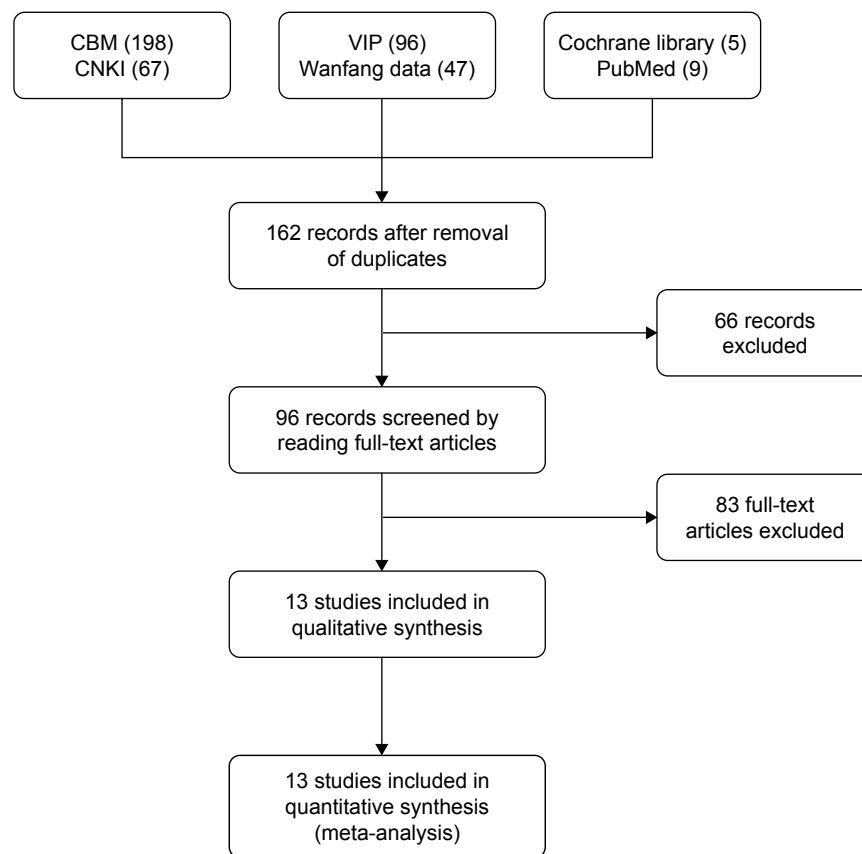 CBM (198)
CNKI (67)
VIP (96)
Wanfang data (47)
Cochrane library (5)
PubMed (9)
162 records after removal
of duplicates
66 records
excluded
96 records screened by
reading full-text articles
83 full-text
articles excluded
13 studies included in
qualitative synthesis
13 studies included in
quantitative synthesis
(meta-analysis)